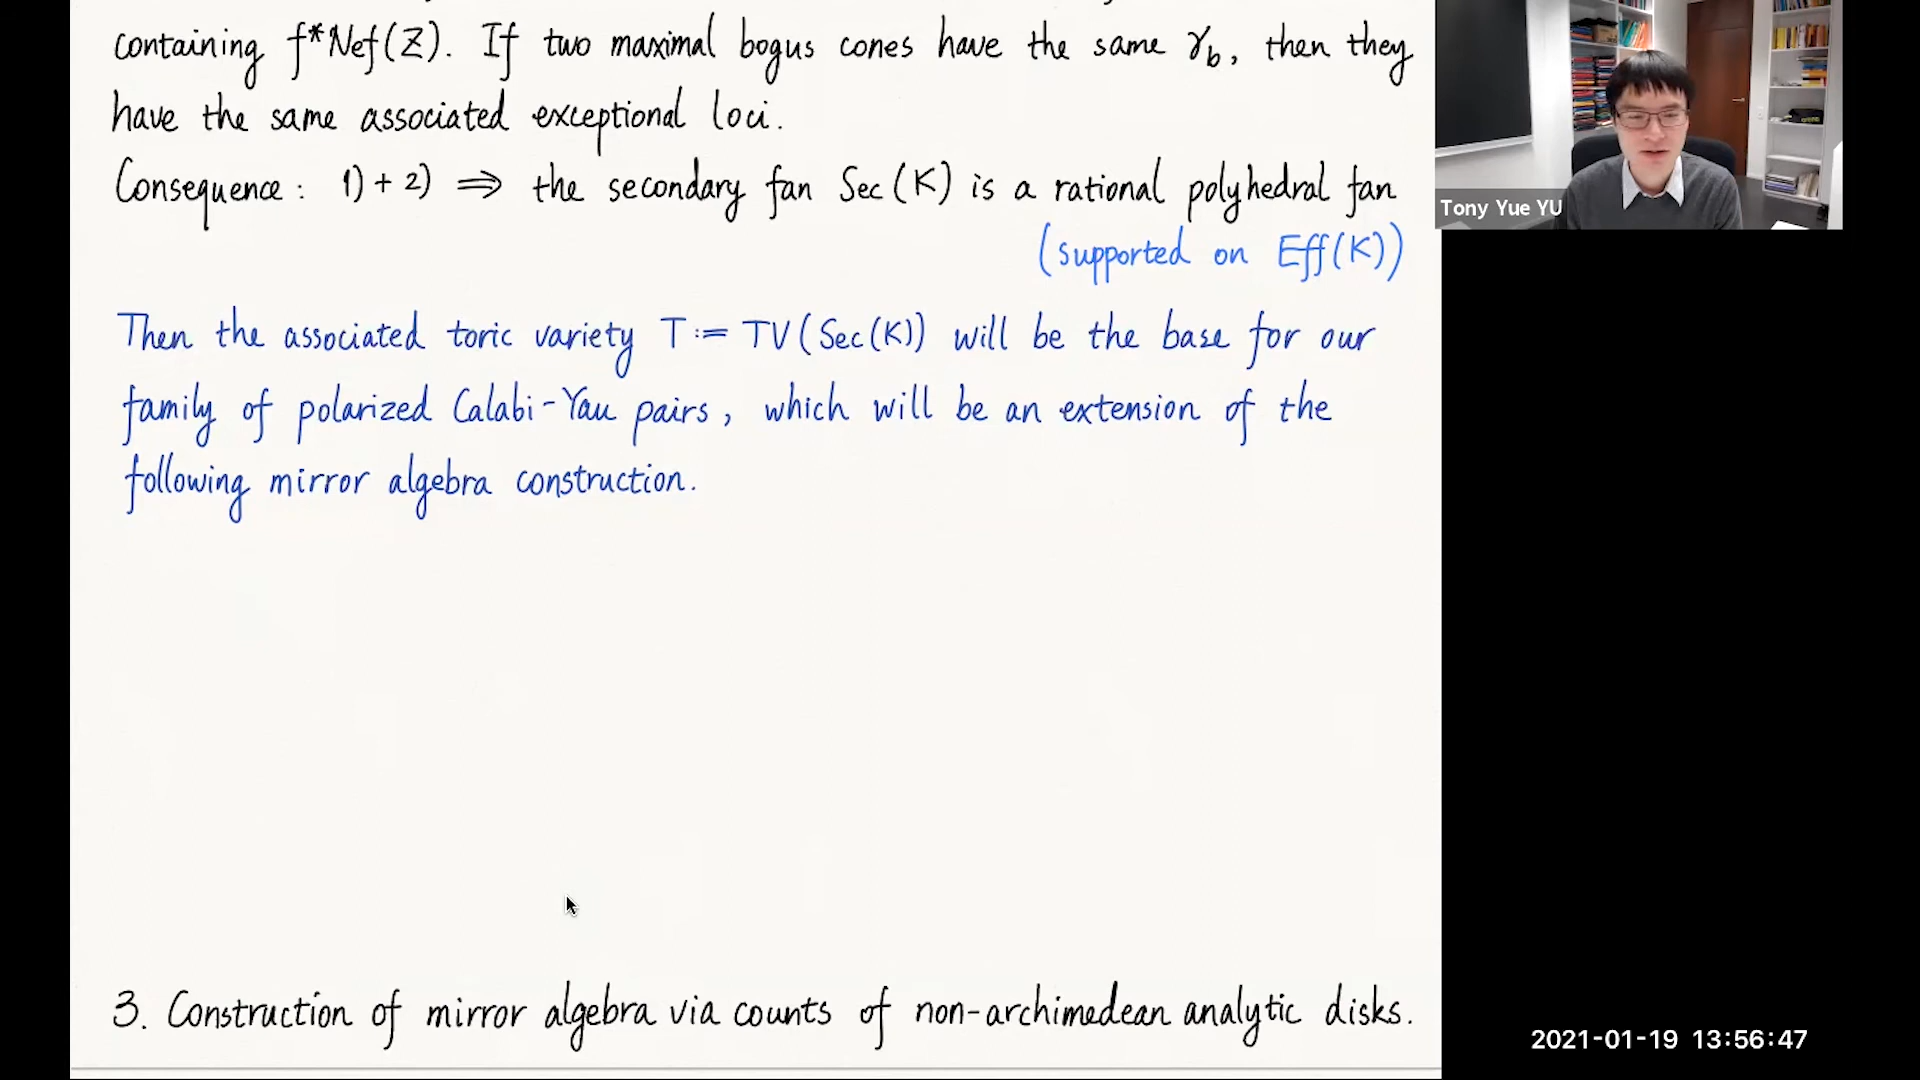 containing f*Nef(Z). If two maximal bogus cones have the same γ_b, then they
have the same associated exceptional loci.
Consequence: 1)+2) ⟹ the secondary fan Sec(K) is a rational polyhedral fan
(supported on Eff(K))
Then the associated toric variety T := TV(Sec(K)) will be the base for our
family of polarized Calabi-Yau pairs, which will be an extension of the
following mirror algebra construction.
3. Construction of mirror algebra via counts of non-archimedean analytic disks.
Tony Yue YU
2021-01-19 13:56:47